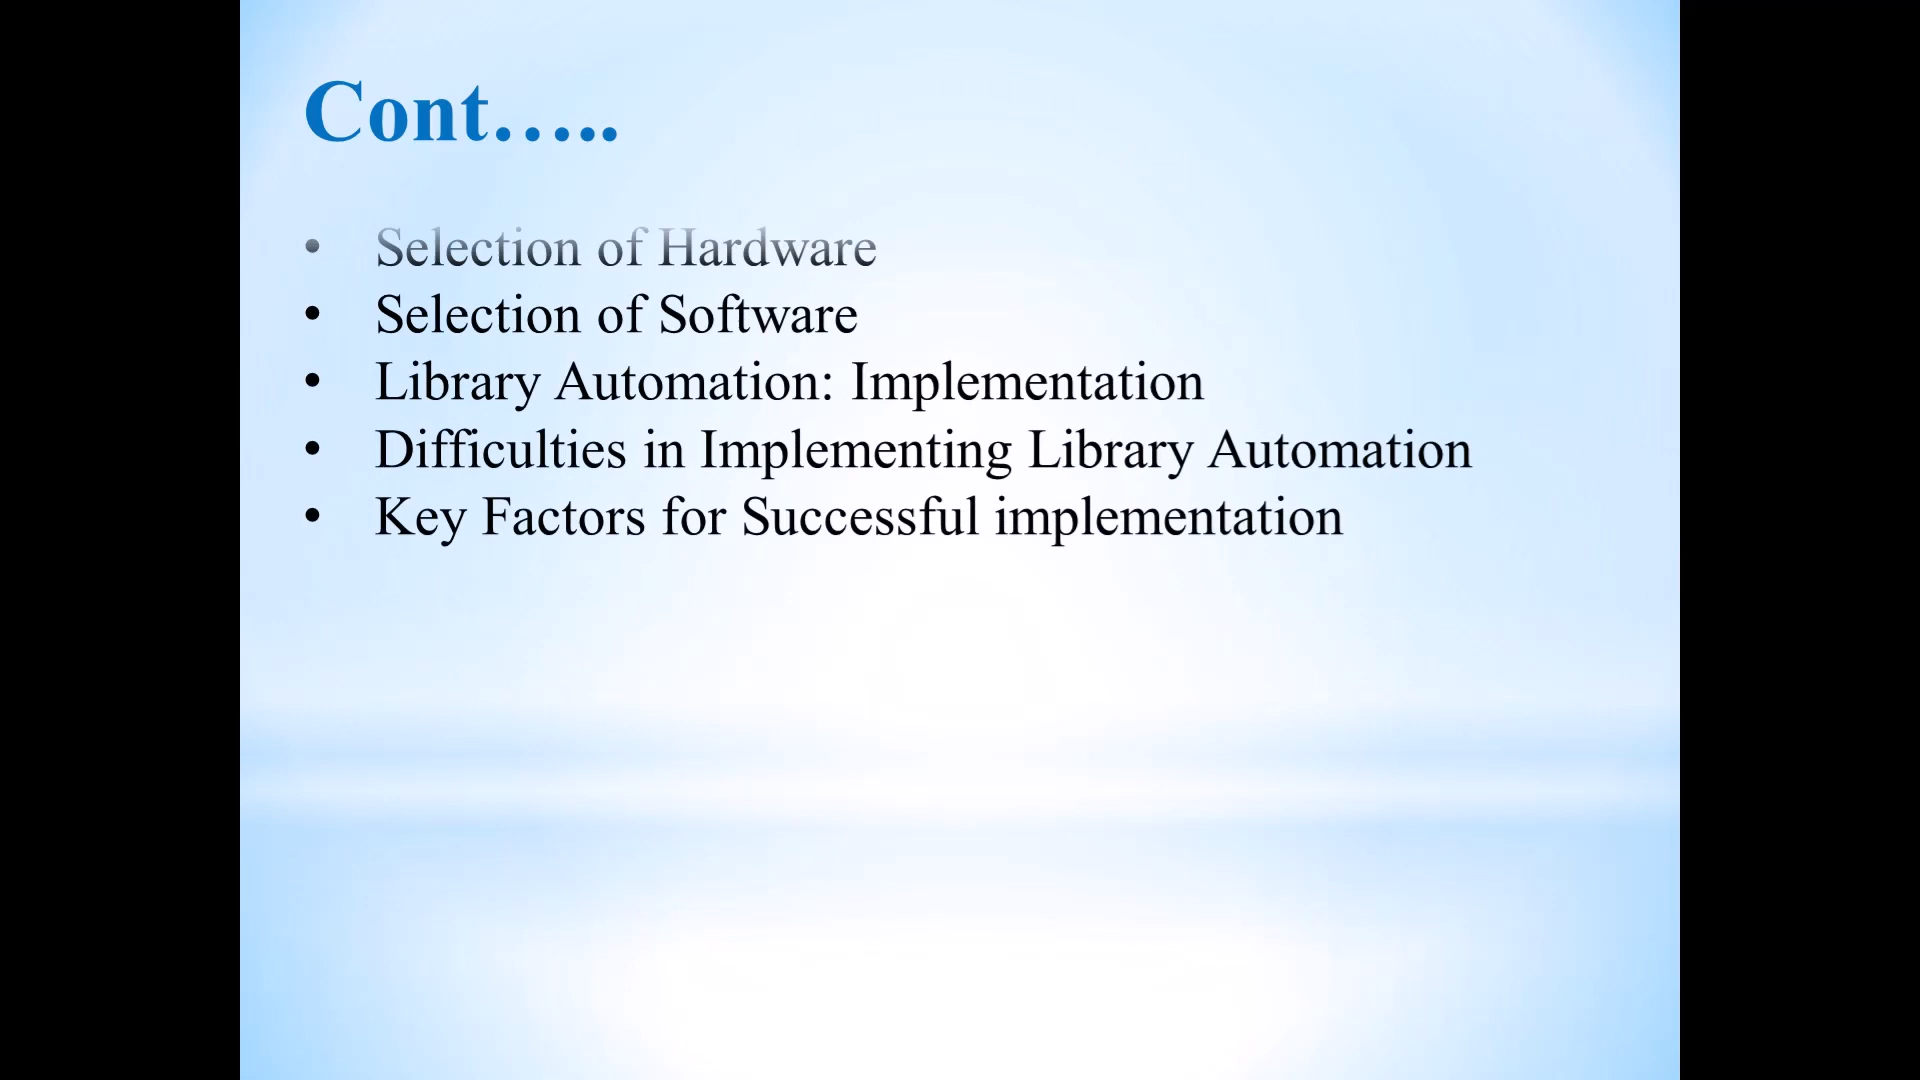 Cont…..
• Selection of Hardware
• Selection of Software
• Library Automation: Implementation
• Difficulties in Implementing Library Automation
• Key Factors for Successful implementation